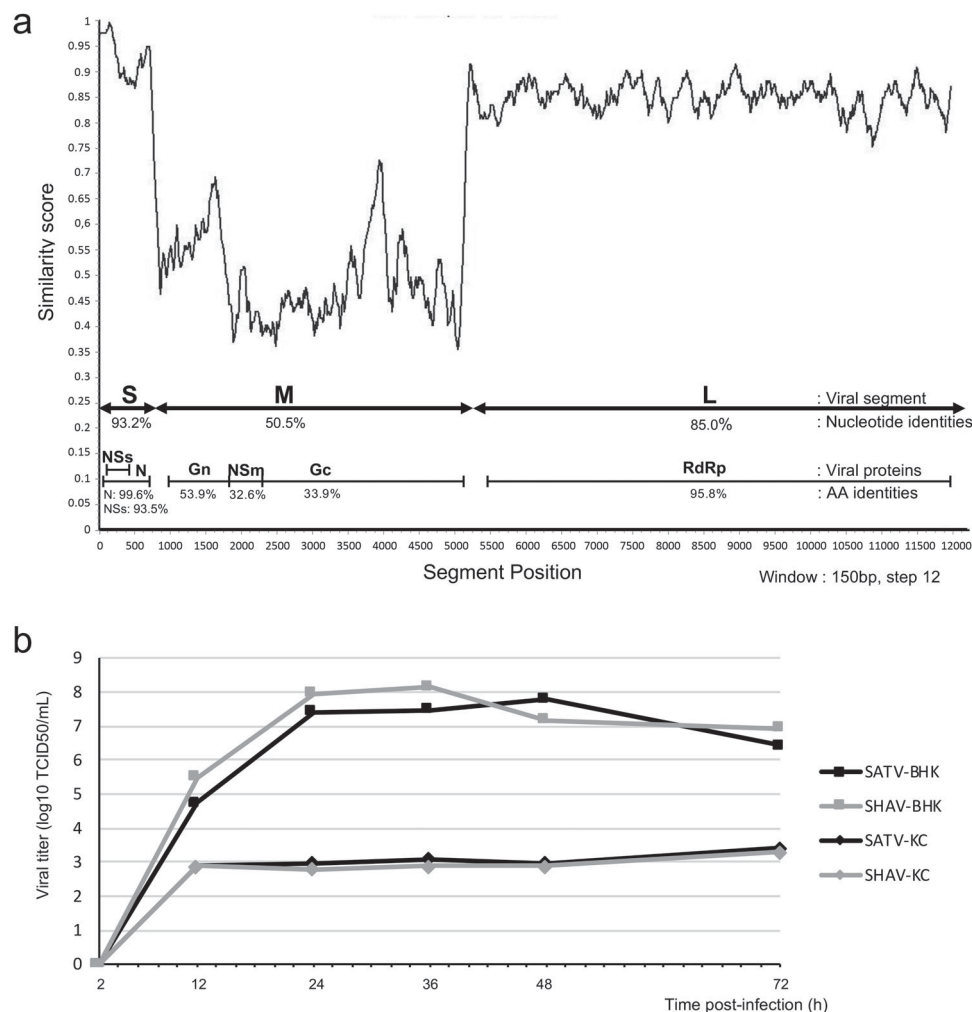 a
1
0.95
0.9
0.85
0.8
0.75
0.7
0.65
0,6
0.55
0.5
0.45
0.4
0.35
0.3
0.25
0.2
0.15
0.1
0.05
0
Similarity score
S M L : Viral segment
93.2% 50.5% 85.0% : Nucleotide identities
NSs N Gn NSm Gc RdRp : Viral proteins
N: 99.6% 53.9% 32.6% 33.9% 95.8% : AA identities
NSs: 93.5%
0 500 1000 1500 2000 2500 3000 3500 4000 4500 5000 5500 6000 6500 7000 7500 8000 8500 9000 9500 10000 10500 11000 11500 12000
Segment Position
Window : 150bp, step 12
b
9
8
7
6
5
4
3
2
1
0
Viral titer (log10 TCID50/mL)
SATV-BHK
SHAV-BHK
SATV-KC
SHAV-KC
2 12 24 36 48 72
Time post-infection (h)